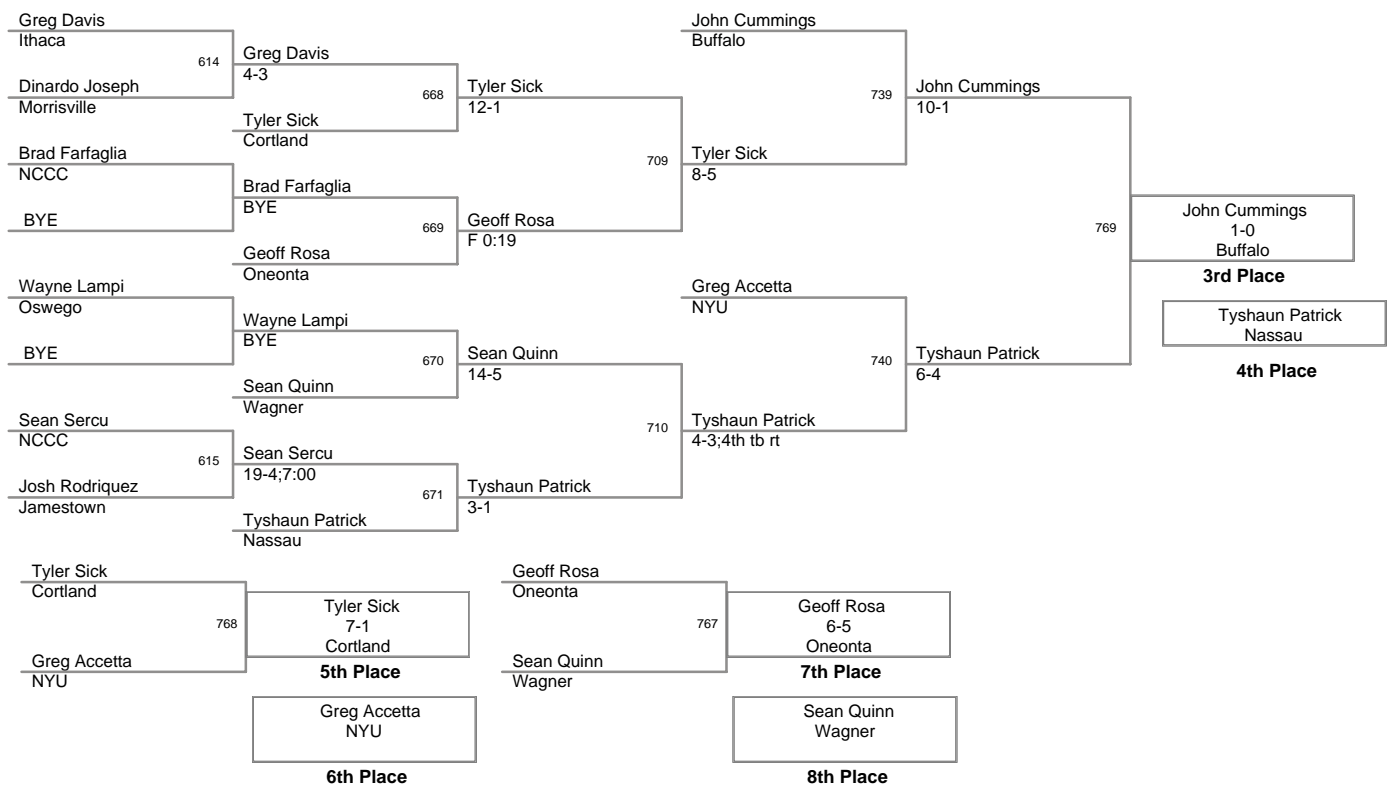 Greg Davis
Ithaca
614
Dinardo Joseph
Morrisville
Greg Davis
4-3
668
Tyler Sick
Cortland
Brad Farfaglia
NCCC
BYE
Brad Farfaglia
BYE
669
Geoff Rosa
Oneonta
Tyler Sick
12-1
709
Geoff Rosa
F 0:19
Wayne Lampi
Oswego
BYE
Wayne Lampi
BYE
670
Sean Quinn
Wagner
Sean Sercu
NCCC
615
Josh Rodriquez
Jamestown
Sean Sercu
19-4;7:00
671
Tyshaun Patrick
Nassau
Sean Quinn
14-5
710
Tyshaun Patrick
3-1
John Cummings
Buffalo
739
Tyler Sick
8-5
Greg Accetta
NYU
740
Tyshaun Patrick
4-3;4th tb rt
John Cummings
10-1
769
Tyshaun Patrick
6-4
John Cummings
1-0
Buffalo
3rd Place
Tyshaun Patrick
Nassau
4th Place
Tyler Sick
Cortland
768
Greg Accetta
NYU
Tyler Sick
7-1
Cortland
5th Place
Greg Accetta
NYU
6th Place
Geoff Rosa
Oneonta
767
Sean Quinn
Wagner
Geoff Rosa
6-5
Oneonta
7th Place
Sean Quinn
Wagner
8th Place